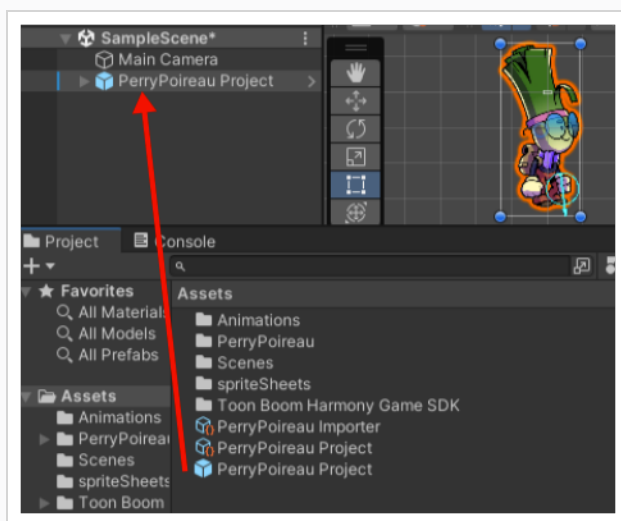 SampleScene*
Main Camera
PerryPoireau Project
Project
Console
Favorites
All Materials
All Models
All Prefabs
Assets
Animations
PerryPoireau
Scenes
spriteSheets
Toon Boom
Assets
Animations
PerryPoireau
Scenes
spriteSheets
Toon Boom Harmony Game SDK
PerryPoireau Importer
PerryPoireau Project
PerryPoireau Project